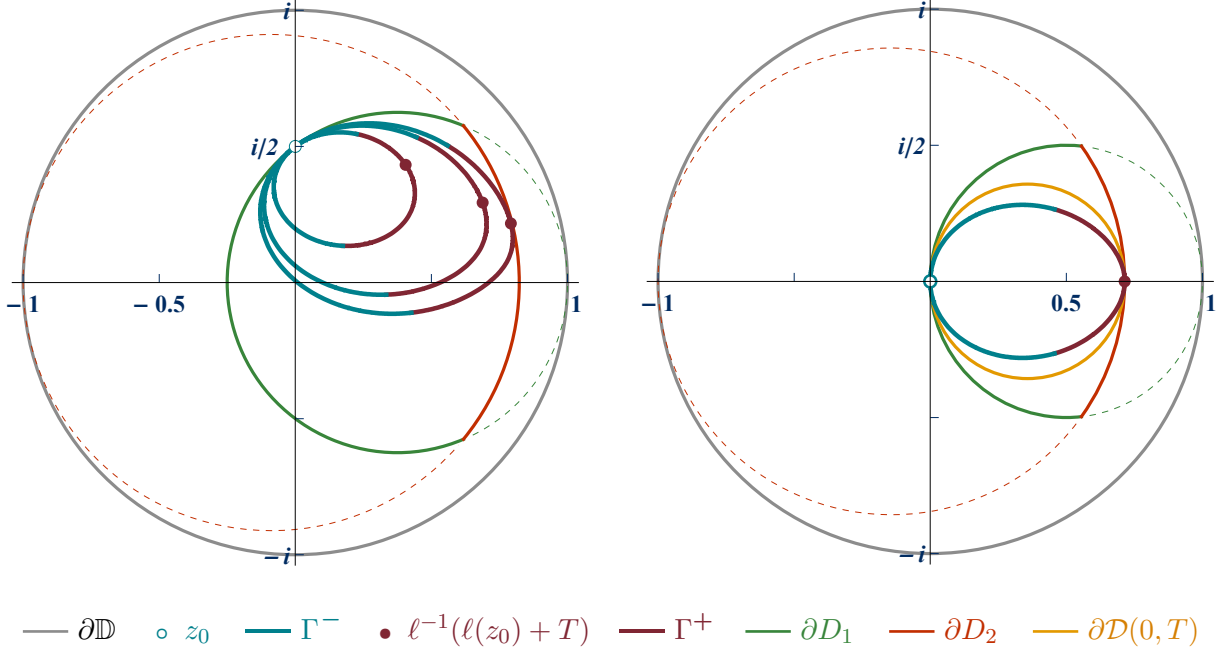 i i
i/2 i/2
−1 −0.5 1 −1 0.5 1
−i −i
∂𝔻 z₀ Γ⁻ ℓ⁻¹(ℓ(z₀) + T) Γ⁺ ∂D₁ ∂D₂ ∂𝒟(0, T)